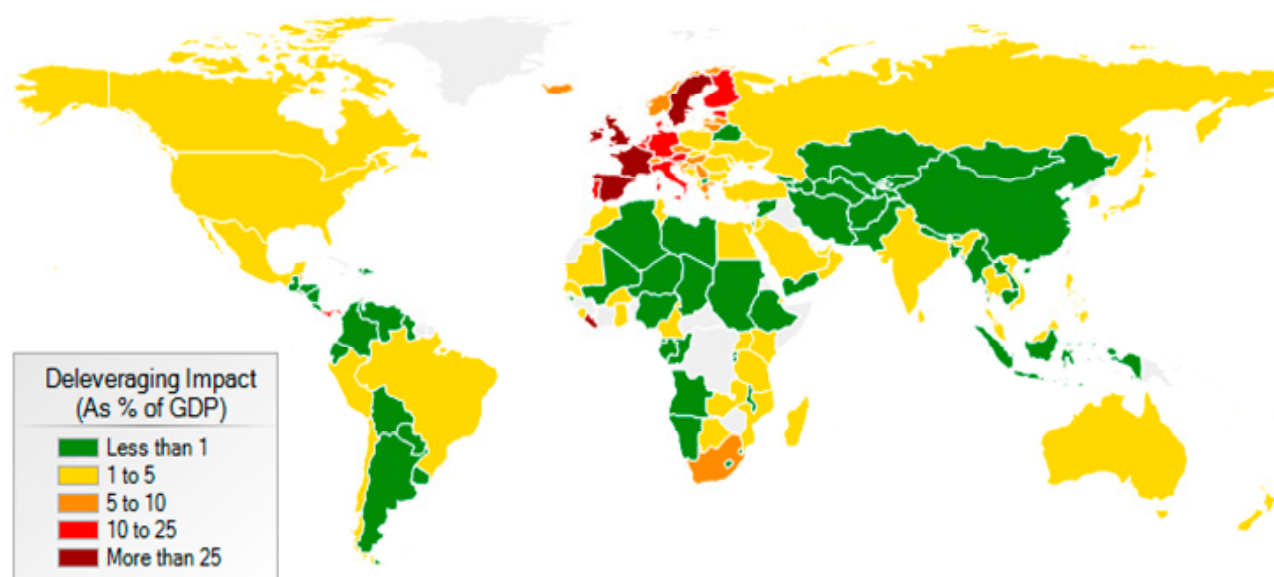 Deleveraging Impact
(As % of GDP)
Less than 1
1 to 5
5 to 10
10 to 25
More than 25